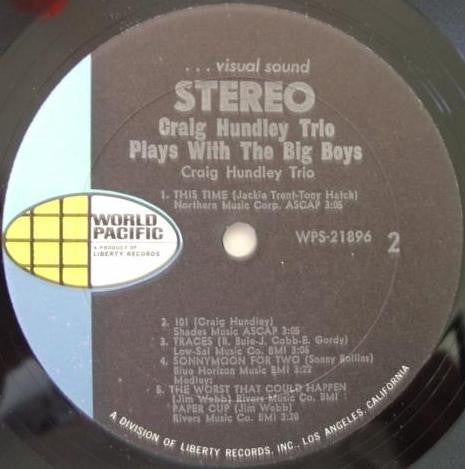 ...visual sound
STEREO
Craig Hundley Trio
Plays With The Big Boys
Craig Hundley Trio
1. THIS TIME (Jackie Trent-Tony Hatch)
Northern Music Corp. ASCAP 3:05
WORLD
PACIFIC
A PRODUCT OF
LIBERTY RECORDS
WPS-21896 2
2. 101 (Craig Hundley)
Shades Music ASCAP 3:05
3. TRACES (B. Buie-J. Cobb-E. Gordy)
Low-Sal Music Co. BMI 3:06
4. SONNYMOON FOR TWO (Sonny Rollins)
Blue Horizon Music BMI 3:22
Medley:
5. THE WORST THAT COULD HAPPEN
(Jim Webb) Rivers Music Co. BMI
PAPER CUP (Jim Webb)
Rivers Music Co. BMI 3:20
A DIVISION OF LIBERTY RECORDS, INC., LOS ANGELES, CALIFORNIA